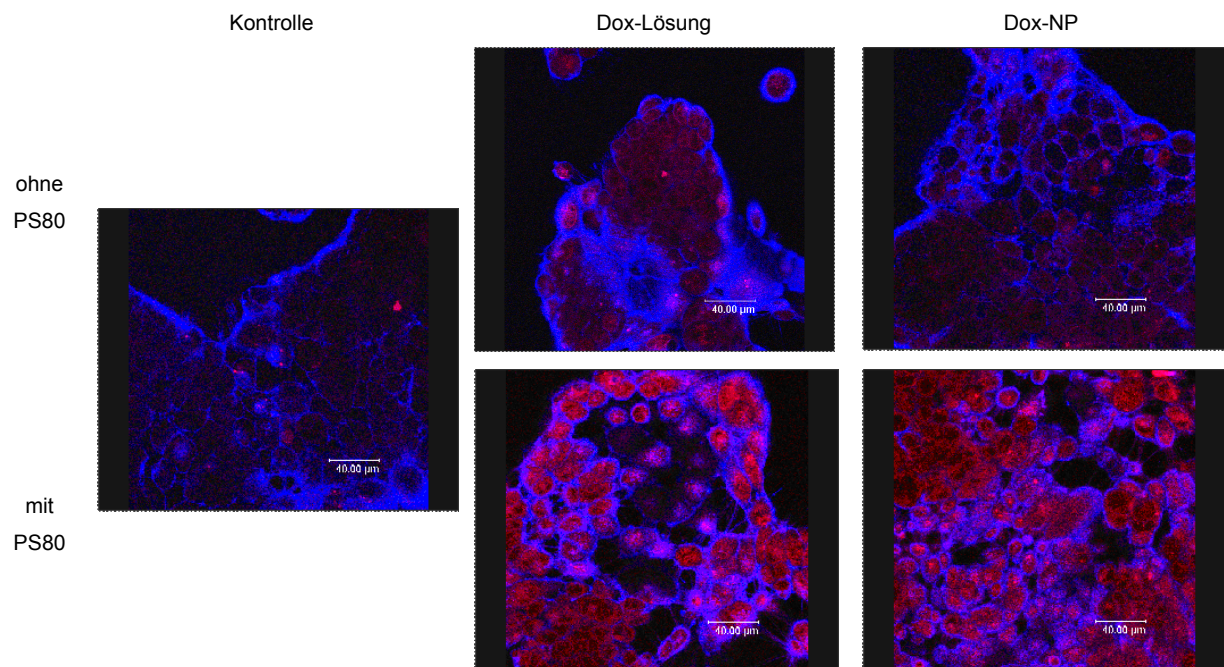 Kontrolle
Dox-Lösung
Dox-NP
ohne
PS80
mit
PS80
40.00 µm
40.00 µm
40.00 µm
40.00 µm
40.00 µm